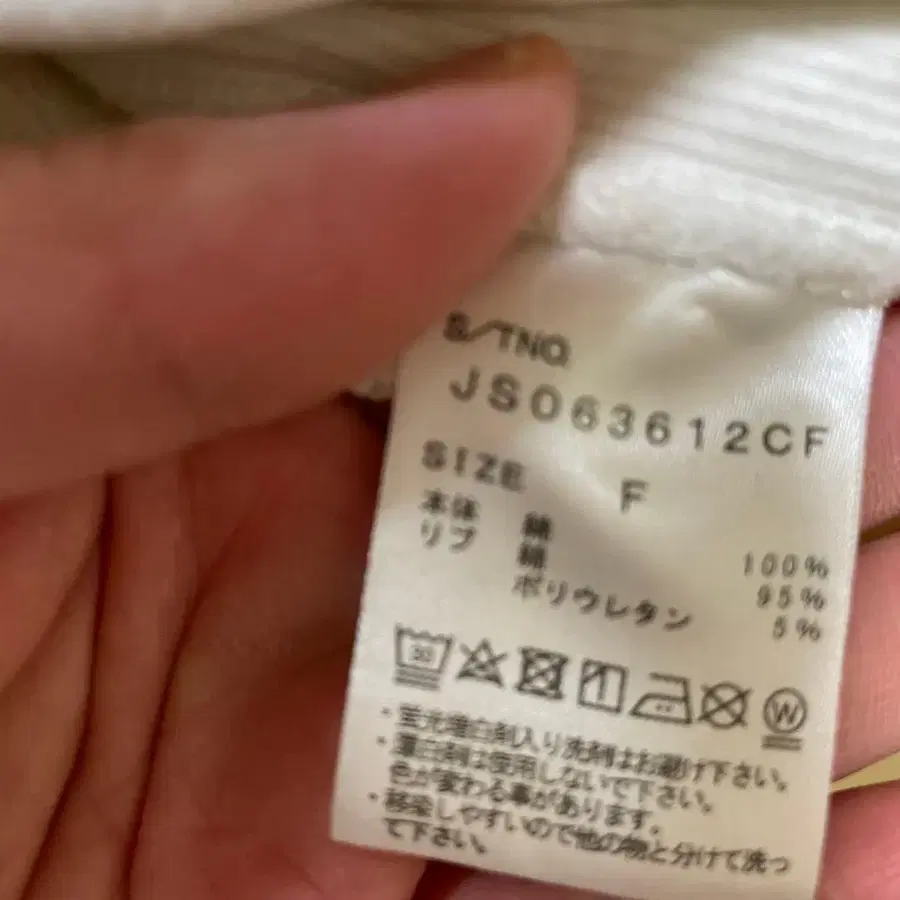 S/TNQ
JS063612CF
SIZE F
本体 綿 100%
リブ 綿 95%
ポリウレタン 5%
30
W
・蛍光増白剤入り洗剤はお避け下さい。
・漂白剤は使用しないで下さい。
色が変わる事があります。
・移染しやすいので他の物と分けて洗っ
て下さい。